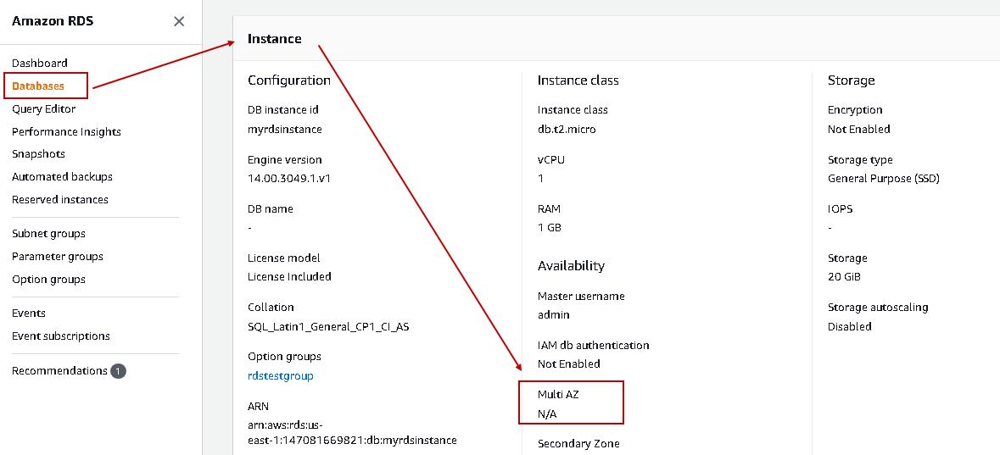 Amazon RDS
Dashboard
Databases
Query Editor
Performance Insights
Snapshots
Automated backups
Reserved instances
Subnet groups
Parameter groups
Option groups
Events
Event subscriptions
Recommendations 1
Instance
Configuration
DB instance id
myrdsinstance
Engine version
14.00.3049.1.v1
DB name
-
License model
License Included
Collation
SQL_Latin1_General_CP1_CI_AS
Option groups
rdstestgroup
ARN
arn:aws:rds:us-
east-1:147081669821:db:myrdsinstance
Instance class
Instance class
db.t2.micro
vCPU
1
RAM
1 GB
Availability
Master username
admin
IAM db authentication
Not Enabled
Multi AZ
N/A
Secondary Zone
Storage
Encryption
Not Enabled
Storage type
General Purpose (SSD)
IOPS
-
Storage
20 GiB
Storage autoscaling
Disabled